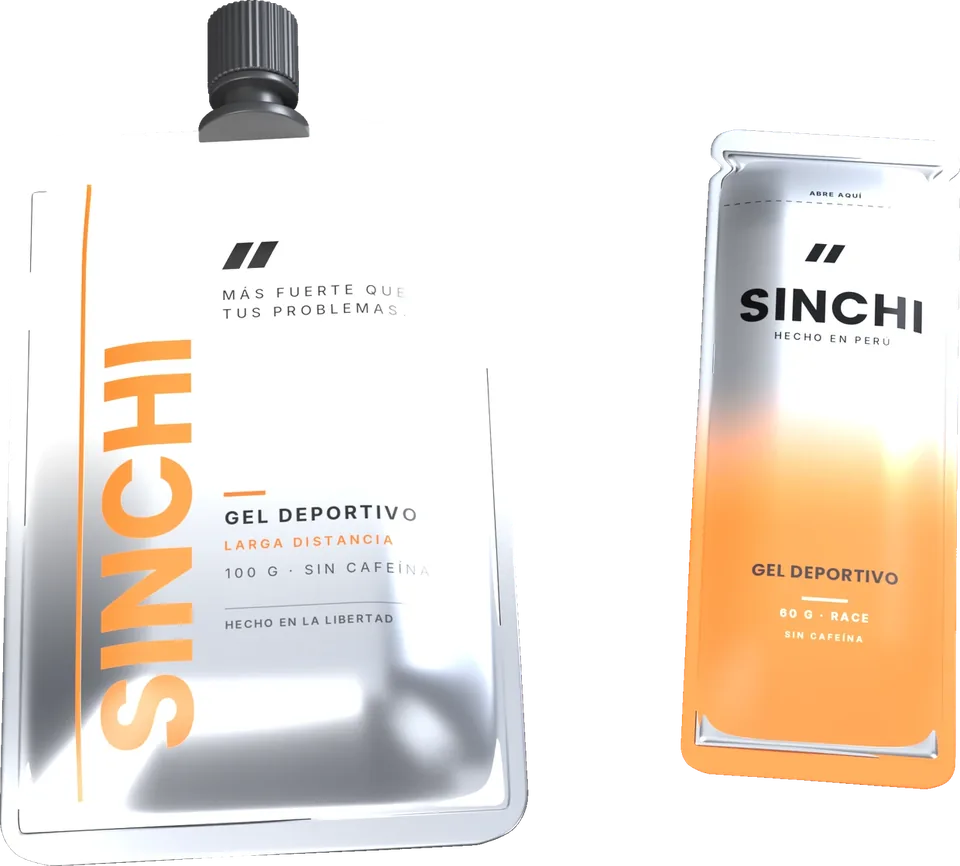 MÁS FUERTE QUE
TUS PROBLEMAS.
SINCHI
GEL DEPORTIVO
LARGA DISTANCIA
100 G · SIN CAFEÍNA
HECHO EN LA LIBERTAD
ABRE AQUÍ
SINCHI
HECHO EN PERU
GEL DEPORTIVO
60 G · RACE
SIN CAFEÍNA